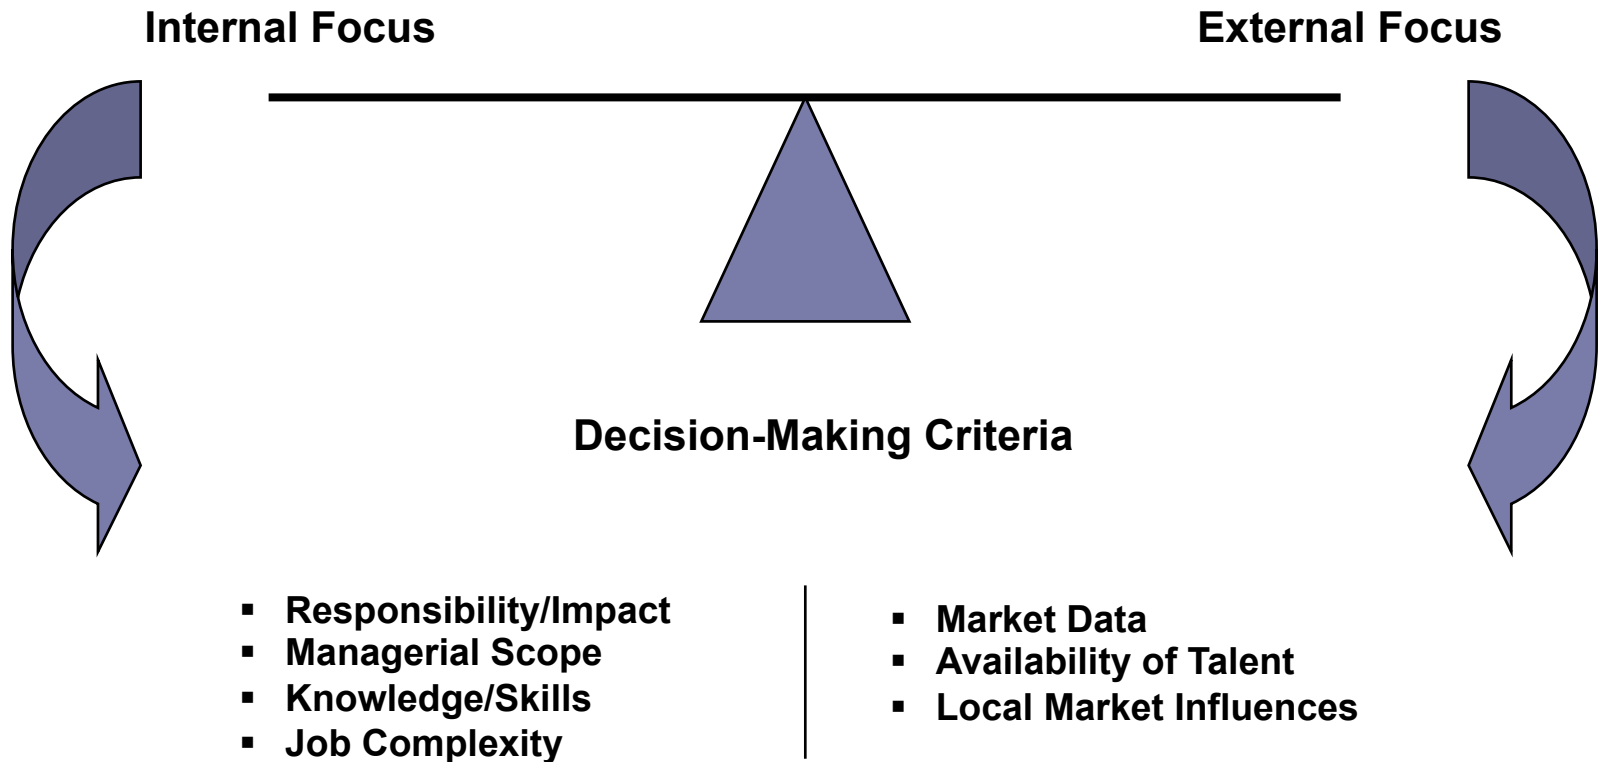 Internal Focus
External Focus
Decision-Making Criteria
▪ Responsibility/Impact
▪ Managerial Scope
▪ Knowledge/Skills
▪ Job Complexity
▪ Market Data
▪ Availability of Talent
▪ Local Market Influences